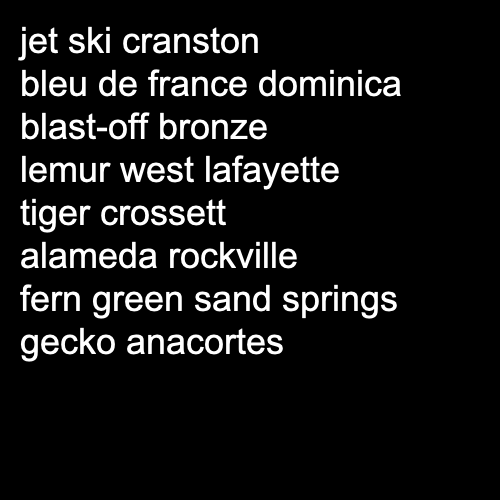 jet ski cranston
bleu de france dominica
blast-off bronze
lemur west lafayette
tiger crossett
alameda rockville
fern green sand springs
gecko anacortes